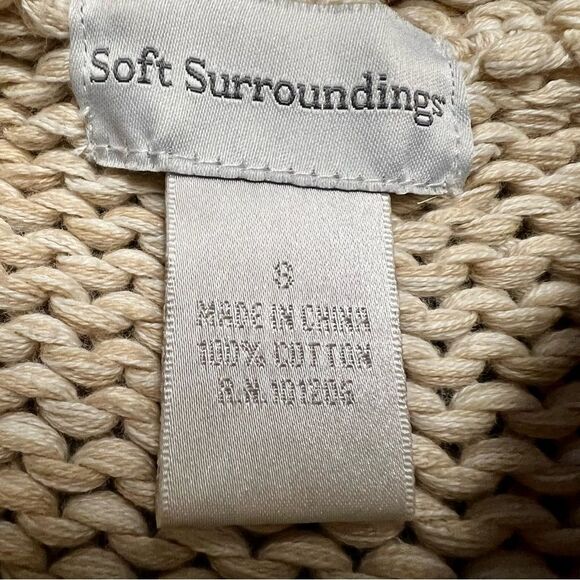 Soft Surroundings
S
MADE IN CHINA
100% COTTON
R.N. 101206